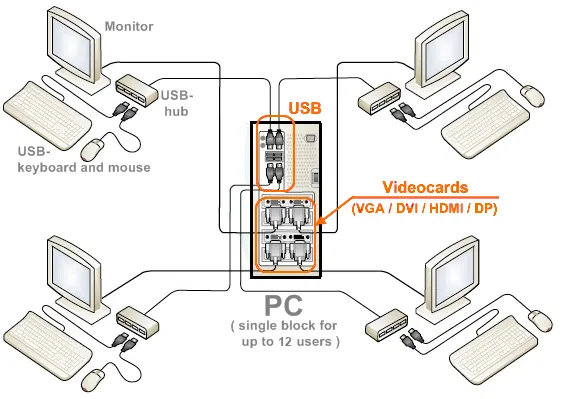 Monitor
USB-
hub
USB
USB-
keyboard and mouse
Videocards
(VGA / DVI / HDMI / DP)
PC
( single block for
up to 12 users )